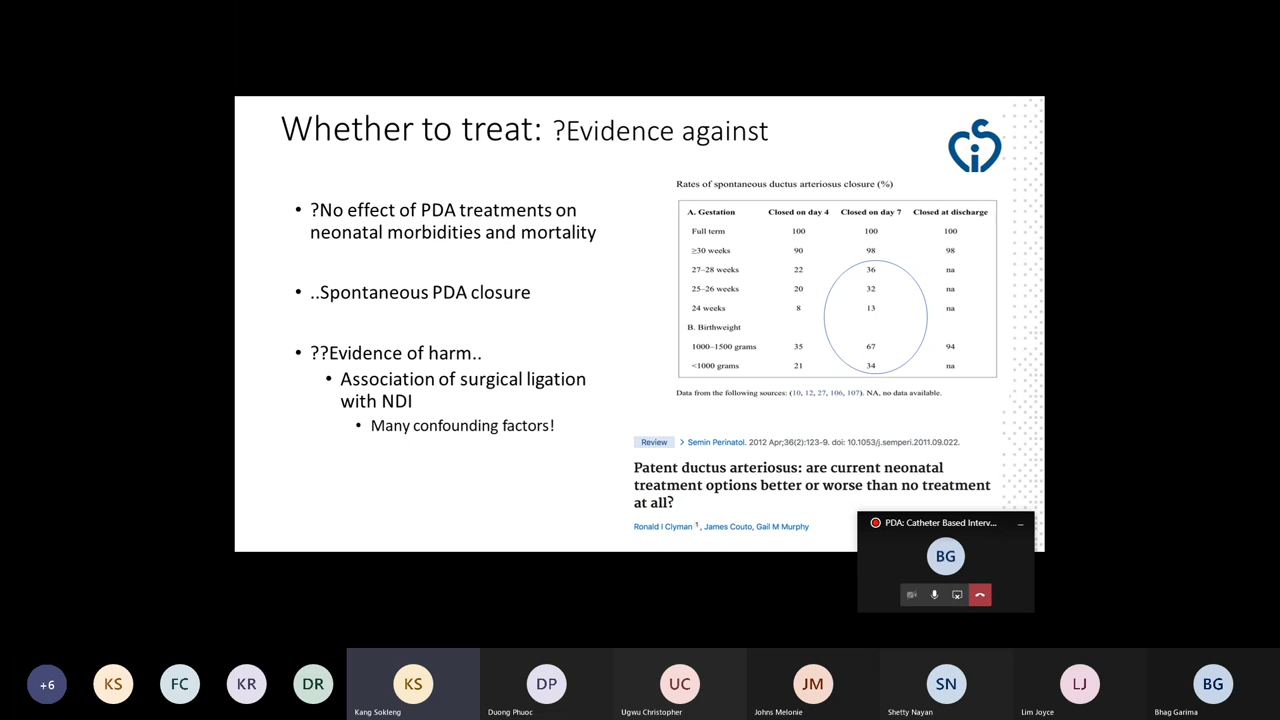 Whether to treat: ?Evidence against
• ?No effect of PDA treatments on
neonatal morbidities and mortality
• ..Spontaneous PDA closure
• ??Evidence of harm..
• Association of surgical ligation
with NDI
• Many confounding factors!
Rates of spontaneous ductus arteriosus closure (%)
A. Gestation Closed on day 4 Closed on day 7 Closed at discharge
Full term 100 100 100
≥30 weeks 90 98 98
27–28 weeks 22 36 na
25–26 weeks 20 32 na
24 weeks 8 13 na
B. Birthweight
1000–1500 grams 35 67 94
<1000 grams 21 34 na
Data from the following sources: (10, 12, 27, 106, 107). NA, no data available.
Review > Semin Perinatol. 2012 Apr;36(2):123-9. doi: 10.1053/j.semperi.2011.09.022.
Patent ductus arteriosus: are current neonatal
treatment options better or worse than no treatment
at all?
Ronald I Clyman 1, James Couto, Gail M Murphy
PDA: Catheter Based Interv...
BG
+6 KS FC KR DR KS DP UC JM SN LJ BG
Kang Sokleng Duong Phuoc Ugwu Christopher Johns Melonie Shetty Nayan Lim Joyce Bhag Garima